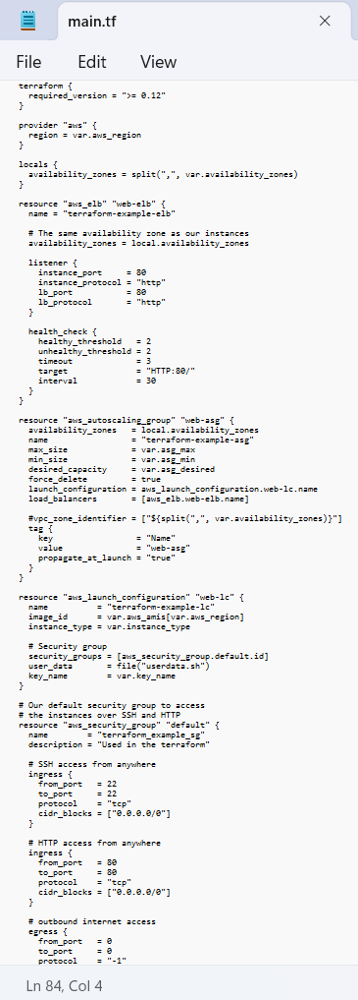 main.tf
File Edit View
terraform {
  required_version = ">= 0.12"
}

provider "aws" {
  region = var.aws_region
}

locals {
  availability_zones = split(",", var.availability_zones)
}

resource "aws_elb" "web-elb" {
  name = "terraform-example-elb"

  # The same availability zone as our instances
  availability_zones = local.availability_zones

  listener {
    instance_port     = 80
    instance_protocol = "http"
    lb_port           = 80
    lb_protocol       = "http"
  }

  health_check {
    healthy_threshold   = 2
    unhealthy_threshold = 2
    timeout             = 3
    target              = "HTTP:80/"
    interval            = 30
  }
}

resource "aws_autoscaling_group" "web-asg" {
  availability_zones   = local.availability_zones
  name                 = "terraform-example-asg"
  max_size             = var.asg_max
  min_size             = var.asg_min
  desired_capacity     = var.asg_desired
  force_delete         = true
  launch_configuration = aws_launch_configuration.web-lc.name
  load_balancers       = [aws_elb.web-elb.name]

  #vpc_zone_identifier = ["${split(",", var.availability_zones)}"]
  tag {
    key                 = "Name"
    value               = "web-asg"
    propagate_at_launch = "true"
  }
}

resource "aws_launch_configuration" "web-lc" {
  name          = "terraform-example-lc"
  image_id      = var.aws_amis[var.aws_region]
  instance_type = var.instance_type

  # Security group
  security_groups = [aws_security_group.default.id]
  user_data       = file("userdata.sh")
  key_name        = var.key_name
}

# Our default security group to access
# the instances over SSH and HTTP
resource "aws_security_group" "default" {
  name        = "terraform_example_sg"
  description = "Used in the terraform"

  # SSH access from anywhere
  ingress {
    from_port   = 22
    to_port     = 22
    protocol    = "tcp"
    cidr_blocks = ["0.0.0.0/0"]
  }

  # HTTP access from anywhere
  ingress {
    from_port   = 80
    to_port     = 80
    protocol    = "tcp"
    cidr_blocks = ["0.0.0.0/0"]
  }

  # outbound internet access
  egress {
    from_port   = 0
    to_port     = 0
    protocol    = "-1"
Ln 84, Col 4